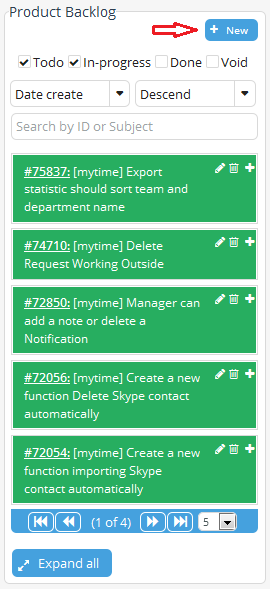 Product Backlog
New
Todo In-progress Done Void
Date create Descend
Search by ID or Subject
#75837: [mytime] Export
statistic should sort team and
department name
#74710: [mytime] Delete
Request Working Outside
#72850: [mytime] Manager can
add a note or delete a
Notification
#72056: [mytime] Create a new
function Delete Skype contact
automatically
#72054: [mytime] Create a new
function importing Skype
contact automatically
(1 of 4) 5
Expand all